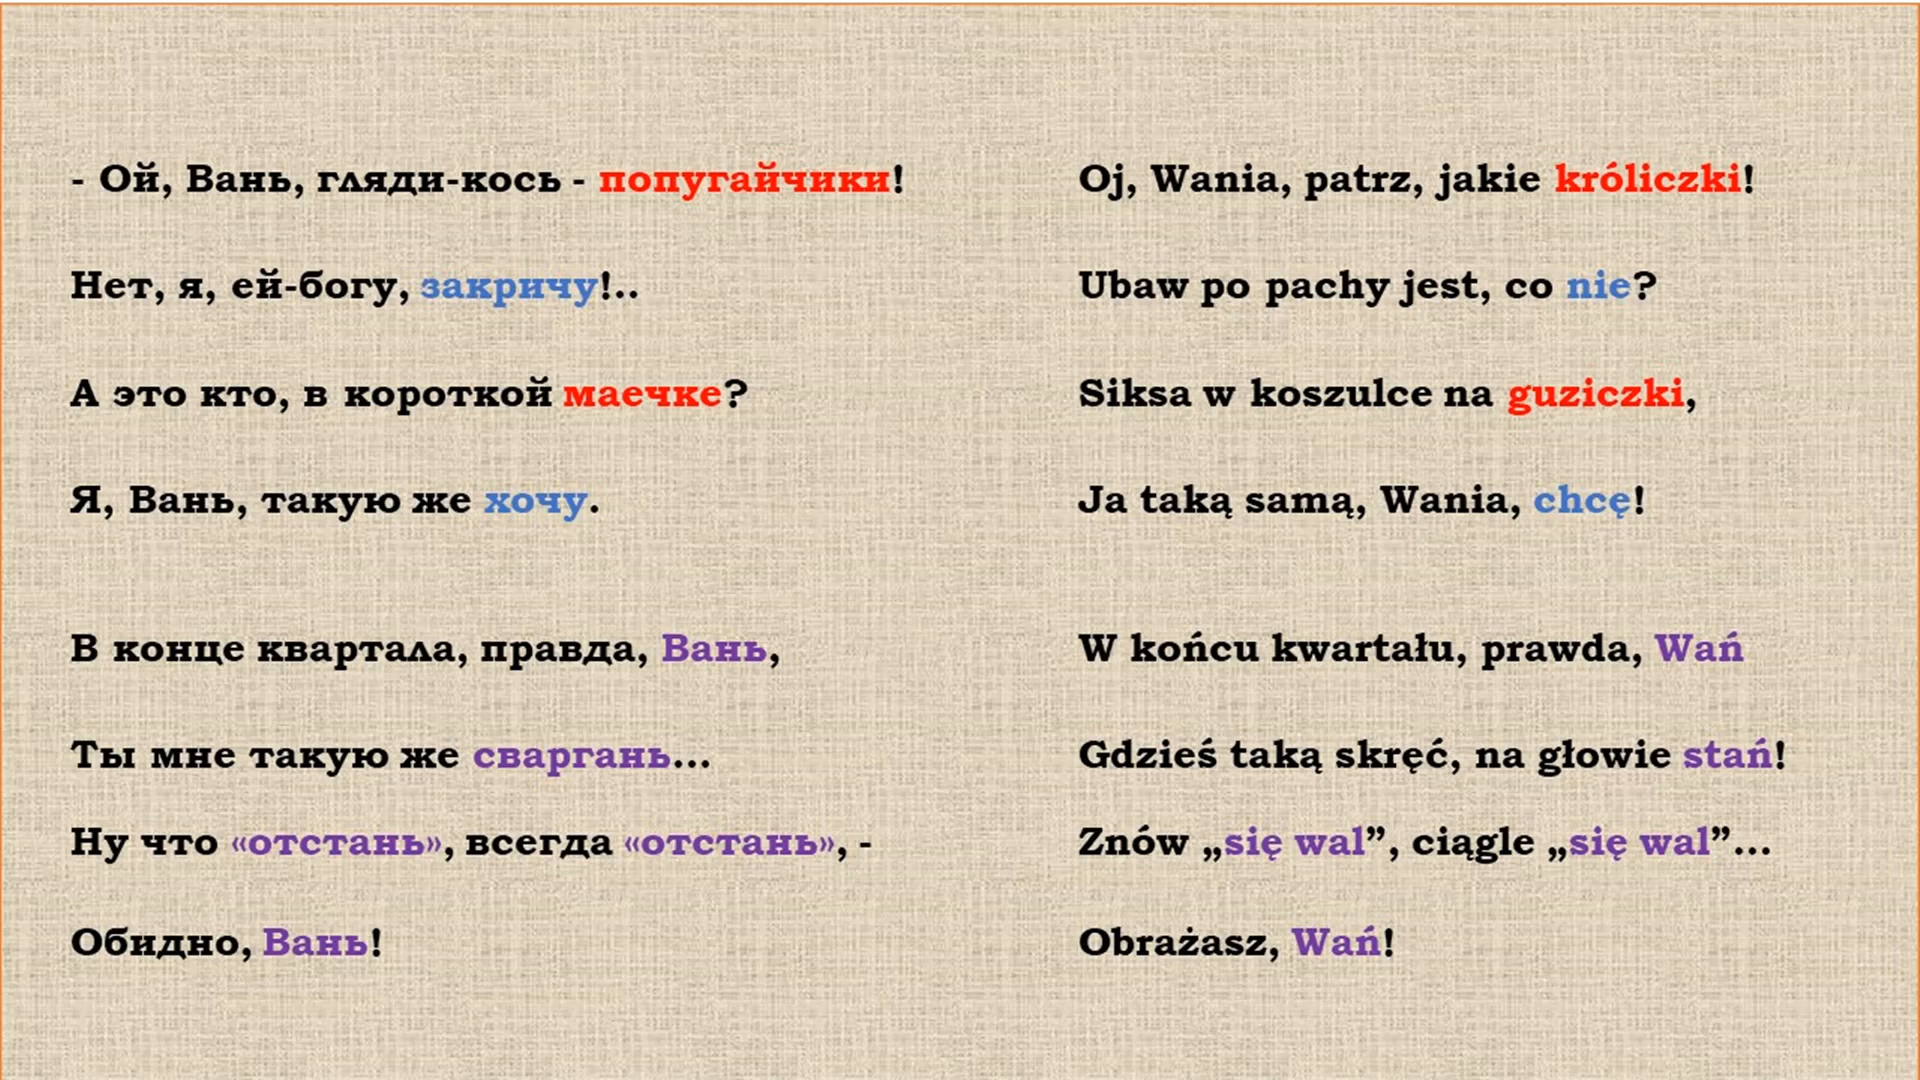 - Ой, Вань, гляди-кось - попугайчики!
Нет, я, ей-богу, закричу!..
А это кто, в короткой маечке?
Я, Вань, такую же хочу.
В конце квартала, правда, Вань,
Ты мне такую же сваргань...
Ну что «отстань», всегда «отстань», -
Обидно, Вань!
Oj, Wania, patrz, jakie króliczki!
Ubaw po pachy jest, co nie?
Siksa w koszulce na guziczki,
Ja taką samą, Wania, chcę!
W końcu kwartału, prawda, Wań
Gdzieś taką skręć, na głowie stań!
Znów „się wal”, ciągle „się wal”...
Obrażasz, Wań!